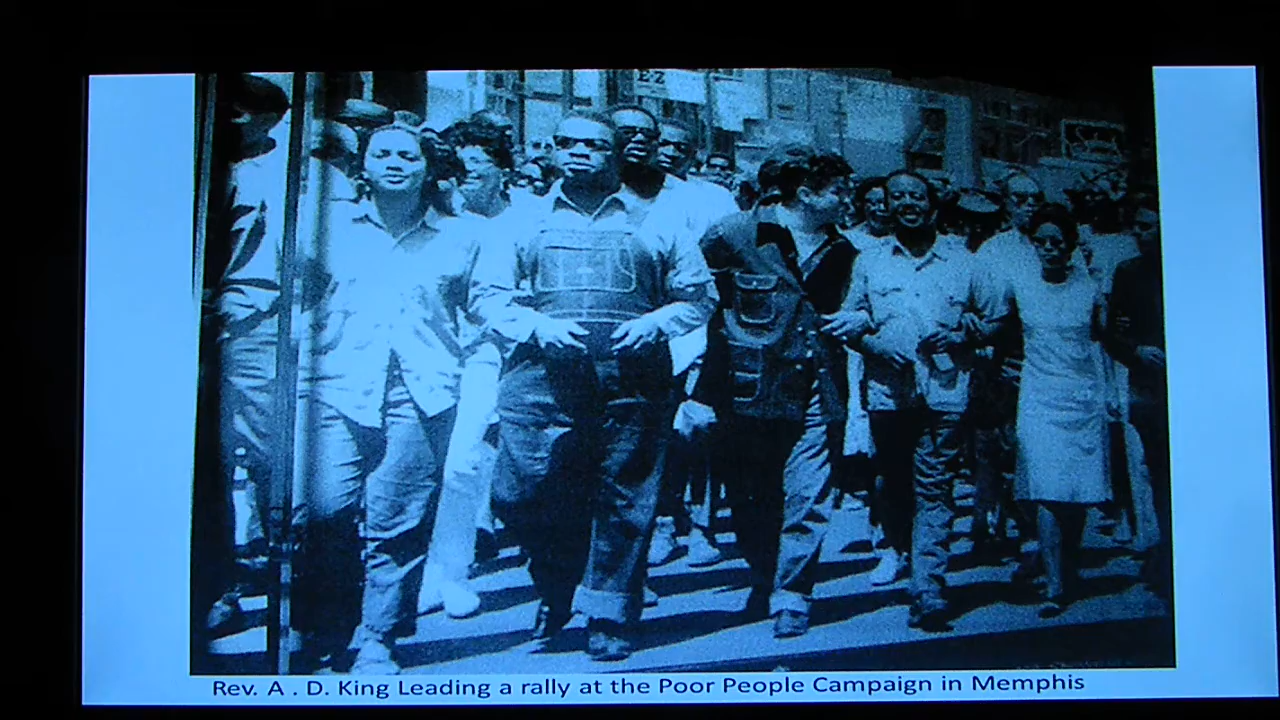 E-Z
Rev. A . D. King Leading a rally at the Poor People Campaign in Memphis